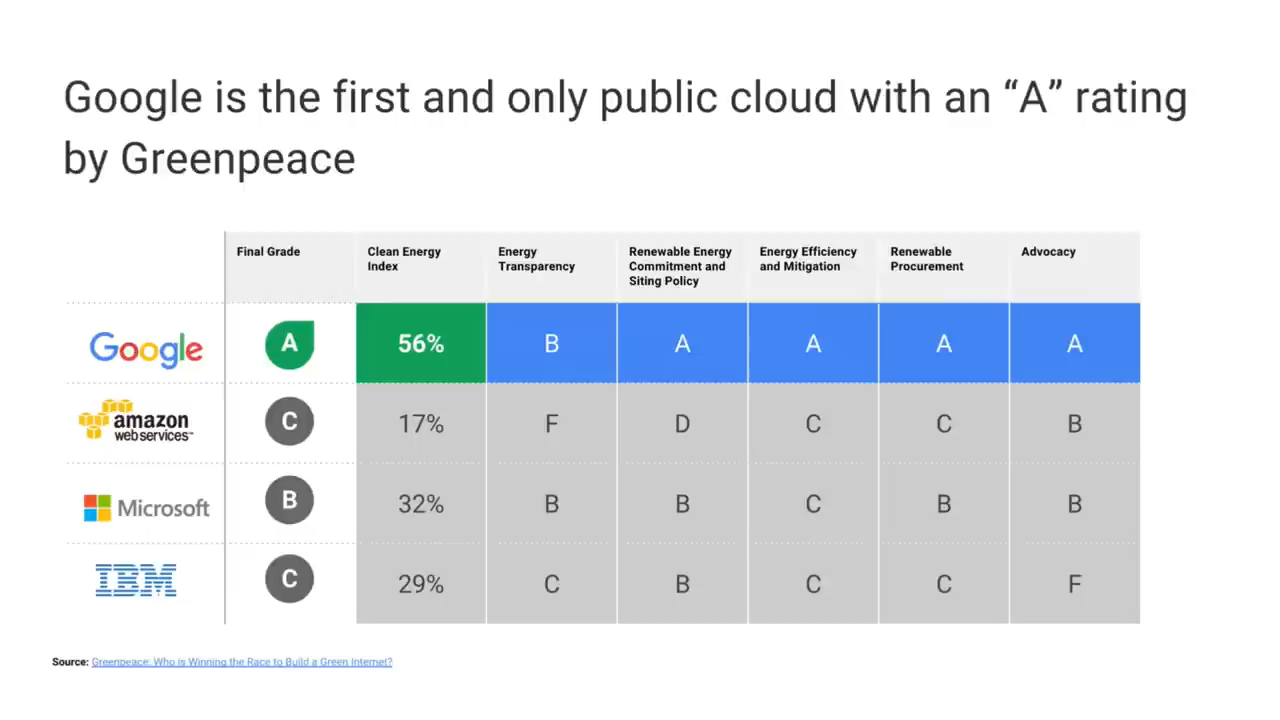 Google is the first and only public cloud with an “A” rating
by Greenpeace
Final Grade
Clean Energy
Index
Energy
Transparency
Renewable Energy
Commitment and
Siting Policy
Energy Efficiency
and Mitigation
Renewable
Procurement
Advocacy
Google A 56% B A A A A
amazon
webservices™ C 17% F D C C B
Microsoft B 32% B B C B B
IBM C 29% C B C C F
Source: Greenpeace: Who is Winning the Race to Build a Green Internet?